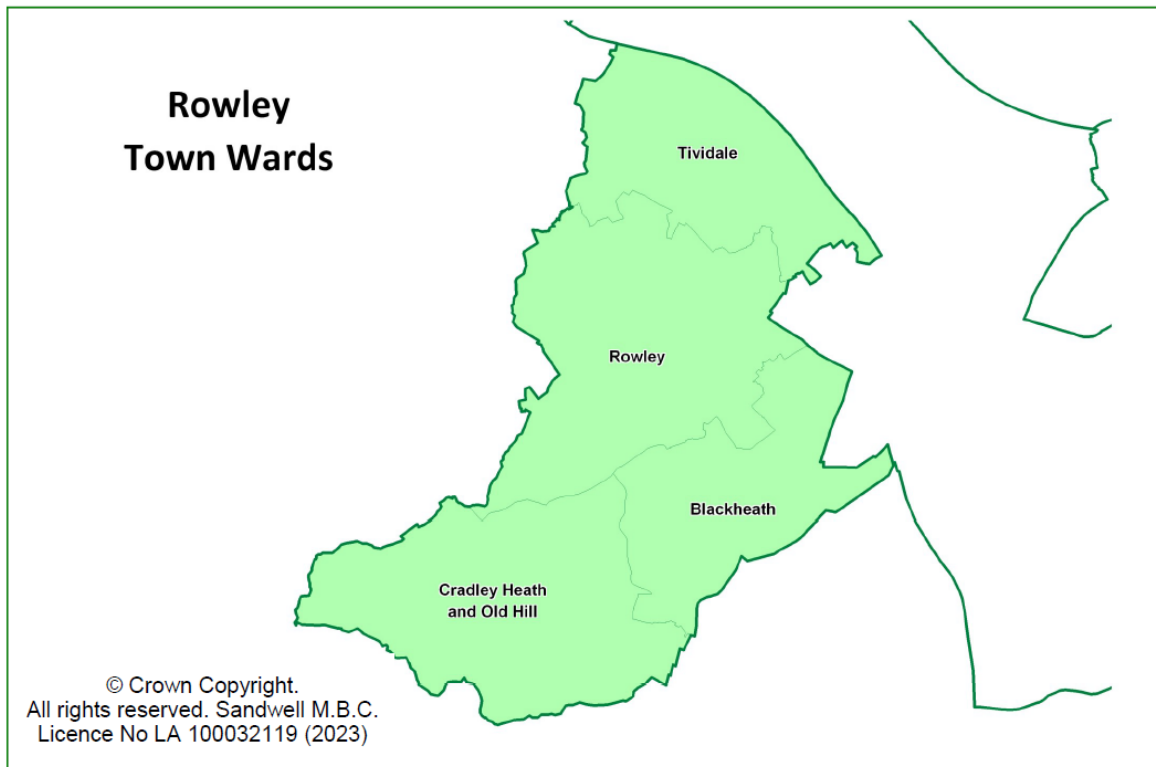 Rowley
Town Wards
Tividale
Rowley
Blackheath
Cradley Heath
and Old Hill
© Crown Copyright.
All rights reserved. Sandwell M.B.C.
Licence No LA 100032119 (2023)